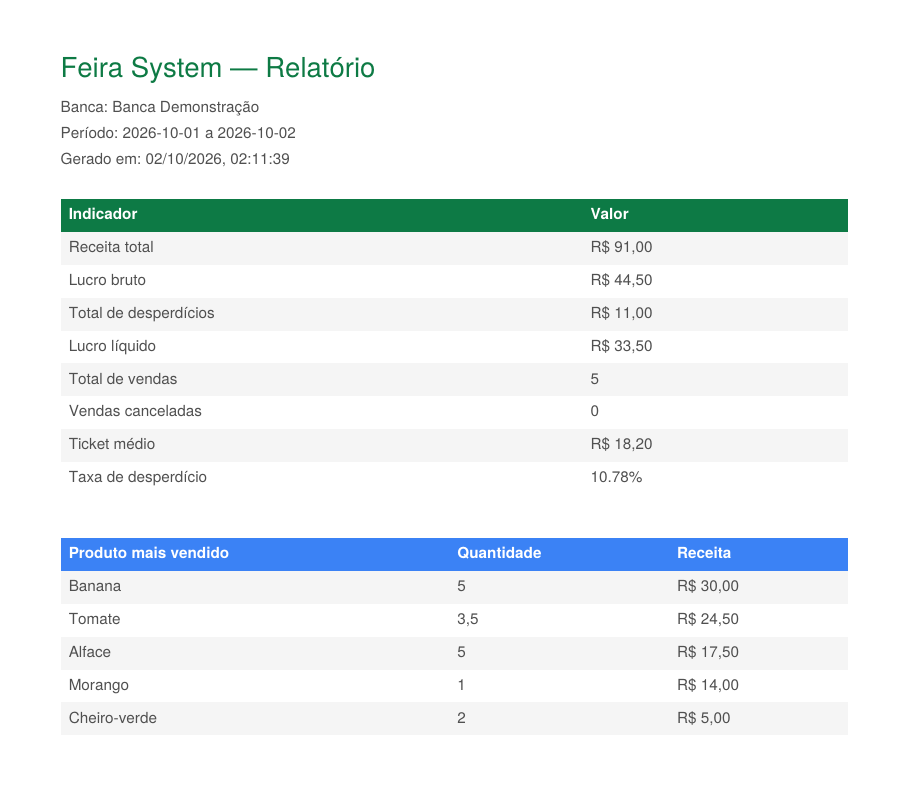 Feira System — Relatório
Banca: Banca Demonstração
Período: 2026-10-01 a 2026-10-02
Gerado em: 02/10/2026, 02:11:39
Indicador Valor
Receita total R$ 91,00
Lucro bruto R$ 44,50
Total de desperdícios R$ 11,00
Lucro líquido R$ 33,50
Total de vendas 5
Vendas canceladas 0
Ticket médio R$ 18,20
Taxa de desperdício 10.78%
Produto mais vendido Quantidade Receita
Banana 5 R$ 30,00
Tomate 3,5 R$ 24,50
Alface 5 R$ 17,50
Morango 1 R$ 14,00
Cheiro-verde 2 R$ 5,00